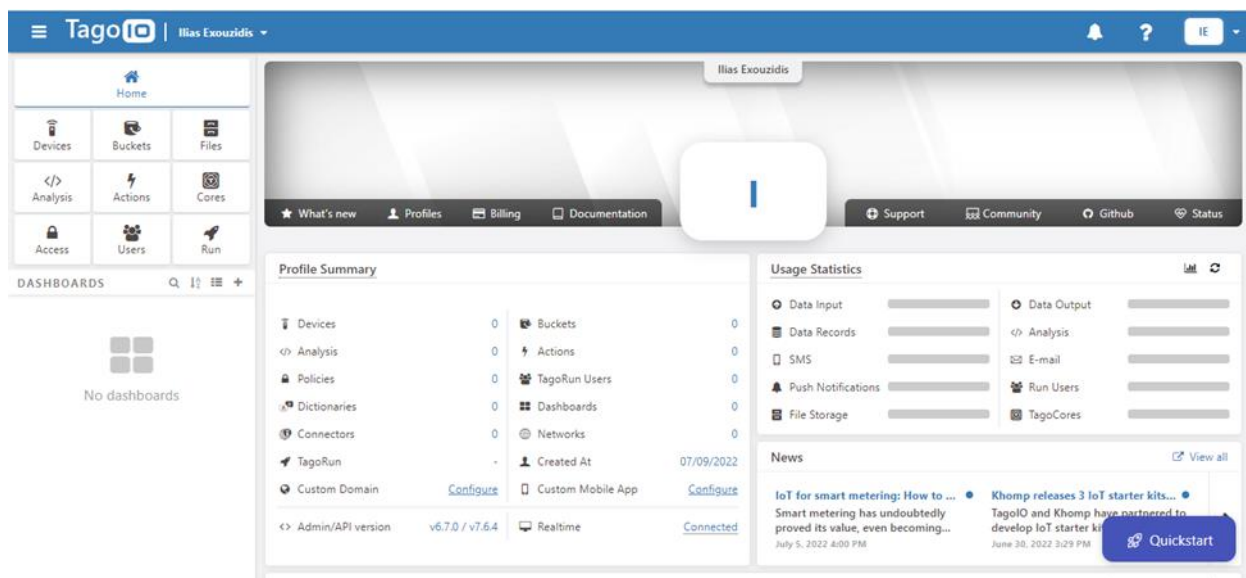 TagoIO | Ilias Exouzidis
IE
Home
Devices Buckets Files
Analysis Actions Cores
Access Users Run
DASHBOARDS
No dashboards
Ilias Exouzidis
I
What's new Profiles Billing Documentation Support Community Github Status
Profile Summary
Devices 0 Buckets 0
Analysis 0 Actions 0
Policies 0 TagoRun Users 0
Dictionaries 0 Dashboards 0
Connectors 0 Networks 0
TagoRun - Created At 07/09/2022
Custom Domain Configure Custom Mobile App Configure
Admin/API version v6.7.0 / v7.6.4 Realtime Connected
Usage Statistics
Data Input Data Output
Data Records Analysis
SMS E-mail
Push Notifications Run Users
File Storage TagoCores
News View all
IoT for smart metering: How to ...
Smart metering has undoubtedly
proved its value, even becoming...
July 5, 2022 4:00 PM
Khomp releases 3 IoT starter kits...
TagoIO and Khomp have partnered to
develop IoT starter
June 30, 2022 3:29 PM
Quickstart